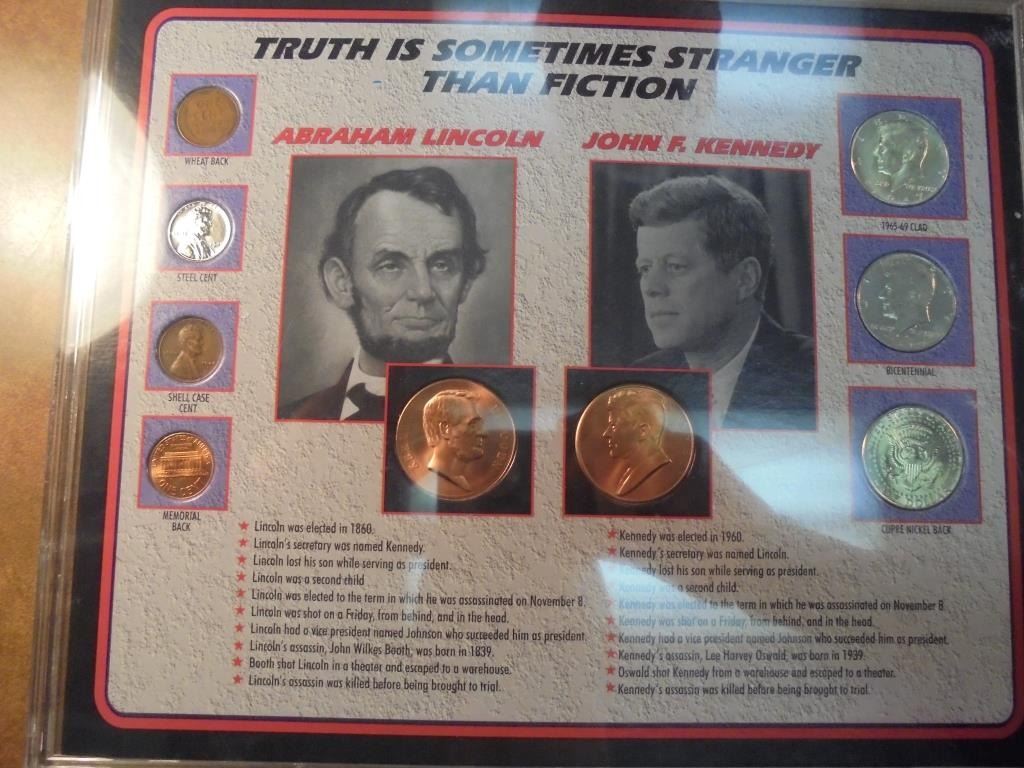 TRUTH IS SOMETIMES STRANGER
THAN FICTION
ABRAHAM LINCOLN
JOHN F. KENNEDY
WHEAT BACK
STEEL CENT
SHELL CASE
CENT
MEMORIAL
BACK
1965-69 CLAD
BICENTENNIAL
CUPRE NICKEL BACK
ONE CENT
★ Lincoln was elected in 1860.
★ Lincoln's secretary was named Kennedy.
★ Lincoln lost his son while serving as president.
★ Lincoln was a second child
★ Lincoln was elected to the term in which he was assassinated on November 8.
★ Lincoln was shot on a Friday, from behind, and in the head.
★ Lincoln had a vice president named Johnson who succeeded him as president.
★ Lincoln's assassin, John Wilkes Booth, was born in 1839.
★ Booth shot Lincoln in a theater and escaped to a warehouse.
★ Lincoln's assassin was killed before being brought to trial.
★ Kennedy was elected in 1960.
★ Kennedy's secretary was named Lincoln.
★ Kennedy lost his son while serving as president.
★ Kennedy was a second child.
★ Kennedy was elected to the term in which he was assassinated on November 8.
★ Kennedy was shot on a Friday, from behind, and in the head.
★ Kennedy had a vice president named Johnson who succeeded him as president.
★ Kennedy's assassin, Lee Harvey Oswald, was born in 1939.
★ Oswald shot Kennedy from a warehouse and escaped to a theater.
★ Kennedy's assassin was killed before being brought to trial.